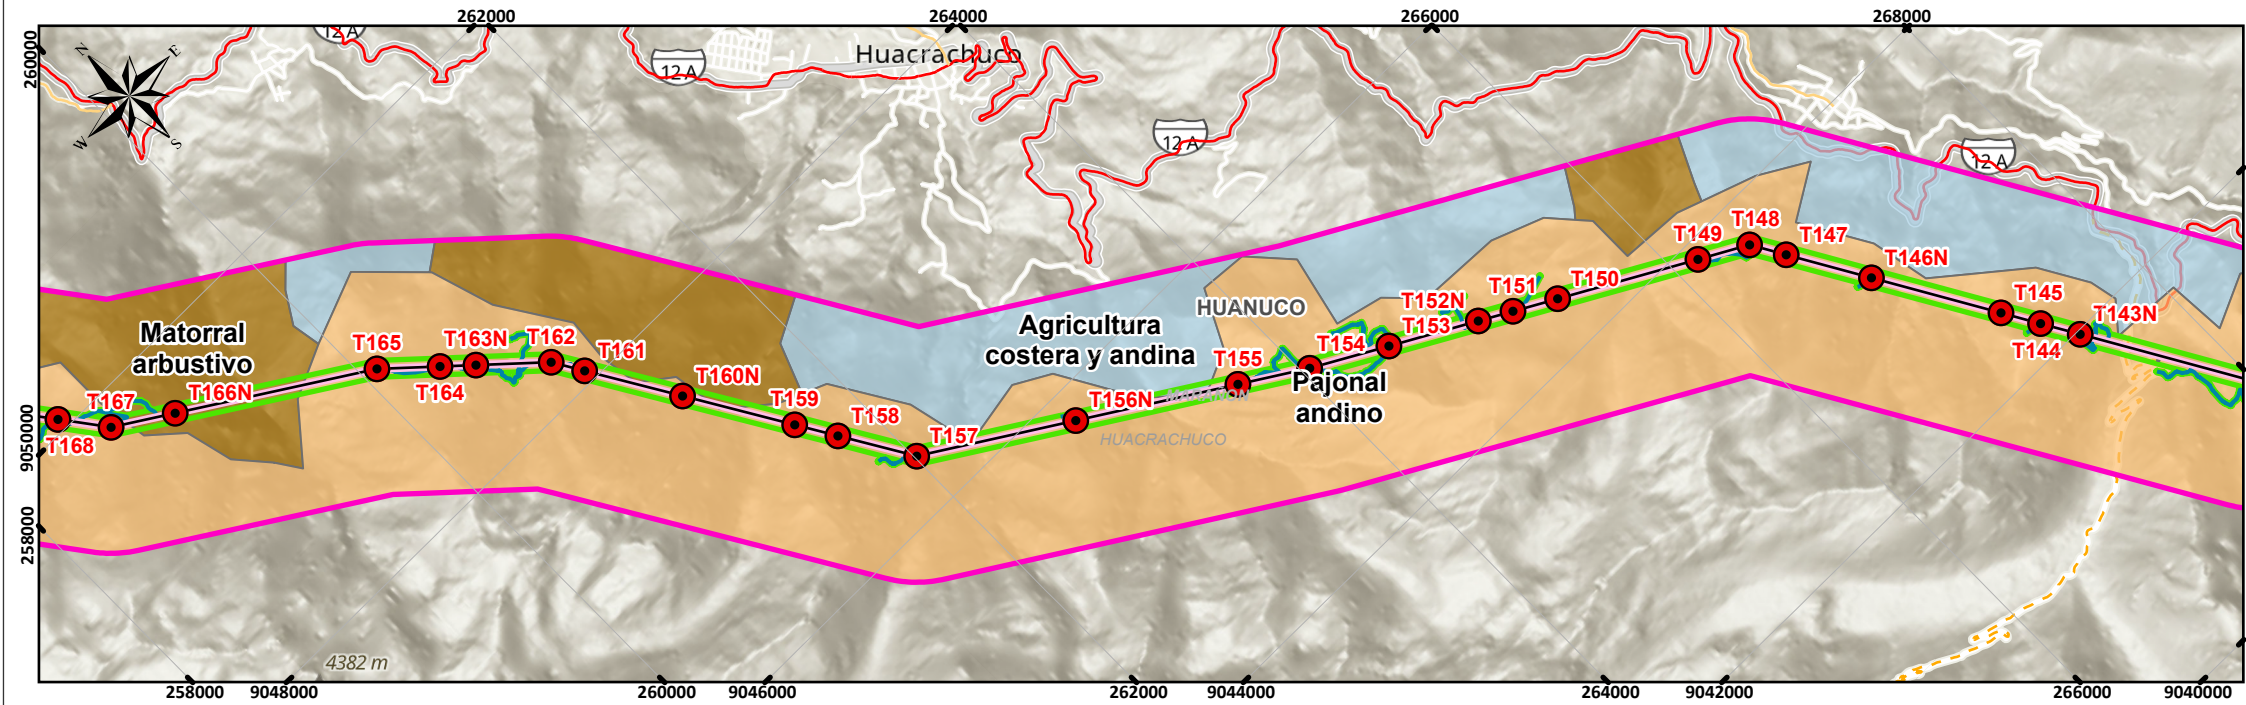 262000
264000
266000
268000
260000
N
E
W
S
12 A
12 A
Huacrachuco
12 A
12 A
T149
T148
T147
T146N
T145
T143N
T144
T150
T151
T152N
T153
HUANUCO
Agricultura
costera y andina
T154
T155
Pajonal
andino
MARAÑON
T156N
HUACRACHUCO
Matorral
arbustivo
T165
T163N
T162
T161
T164
T160N
T159
T158
T157
T167
T166N
T168
9050000
258000
4382 m
258000
9048000
260000
9046000
262000
9044000
264000
9042000
266000
9040000